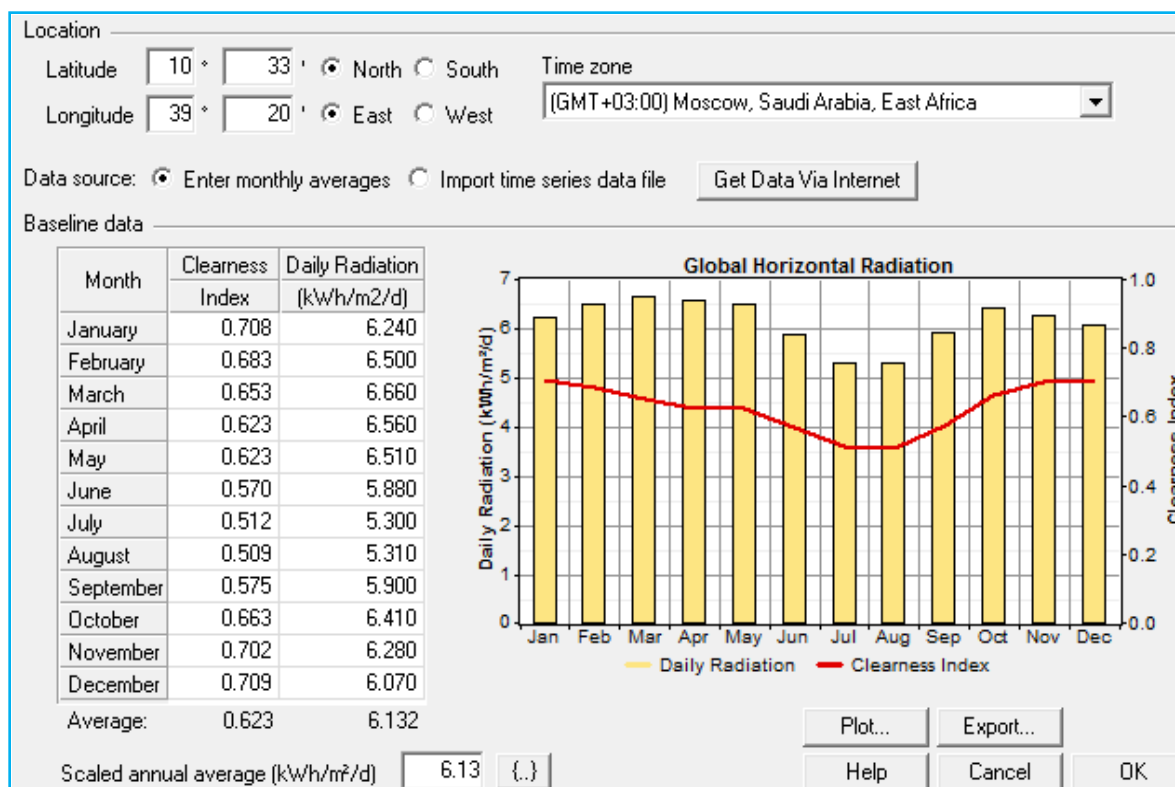 Location
Latitude 10 ° 33 ' North South
Time zone
Longitude 39 ° 20 ' East West
(GMT+03:00) Moscow, Saudi Arabia, East Africa
Data source: Enter monthly averages Import time series data file Get Data Via Internet
Baseline data
Month Clearness Index Daily Radiation (kWh/m2/d)
January 0.708 6.240
February 0.683 6.500
March 0.653 6.660
April 0.623 6.560
May 0.623 6.510
June 0.570 5.880
July 0.512 5.300
August 0.509 5.310
September 0.575 5.900
October 0.663 6.410
November 0.702 6.280
December 0.709 6.070
Average: 0.623 6.132
Scaled annual average (kWh/m²/d) 6.13 {..}
Global Horizontal Radiation
Daily Radiation (kWh/m²/d)
7
6
5
4
3
2
1
0
1.0
0.8
0.6
0.4
0.2
0.0
Clearness Index
Jan Feb Mar Apr May Jun Jul Aug Sep Oct Nov Dec
Daily Radiation Clearness Index
Plot... Export...
Help Cancel OK